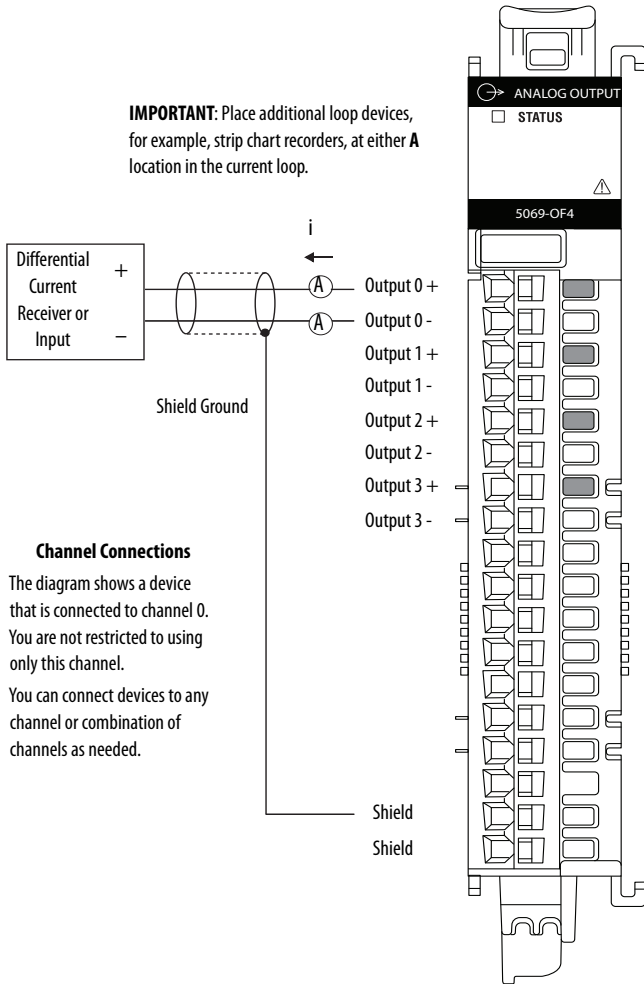 ANALOG OUTPUT
STATUS
5069-OF4
IMPORTANT: Place additional loop devices,
for example, strip chart recorders, at either A
location in the current loop.
i
Differential
Current
Receiver or
Input
+
–
A
A
Output 0 +
Output 0 -
Output 1 +
Output 1 -
Output 2 +
Output 2 -
Output 3 +
Output 3 -
Shield Ground
Channel Connections
The diagram shows a device
that is connected to channel 0.
You are not restricted to using
only this channel.
You can connect devices to any
channel or combination of
channels as needed.
Shield
Shield